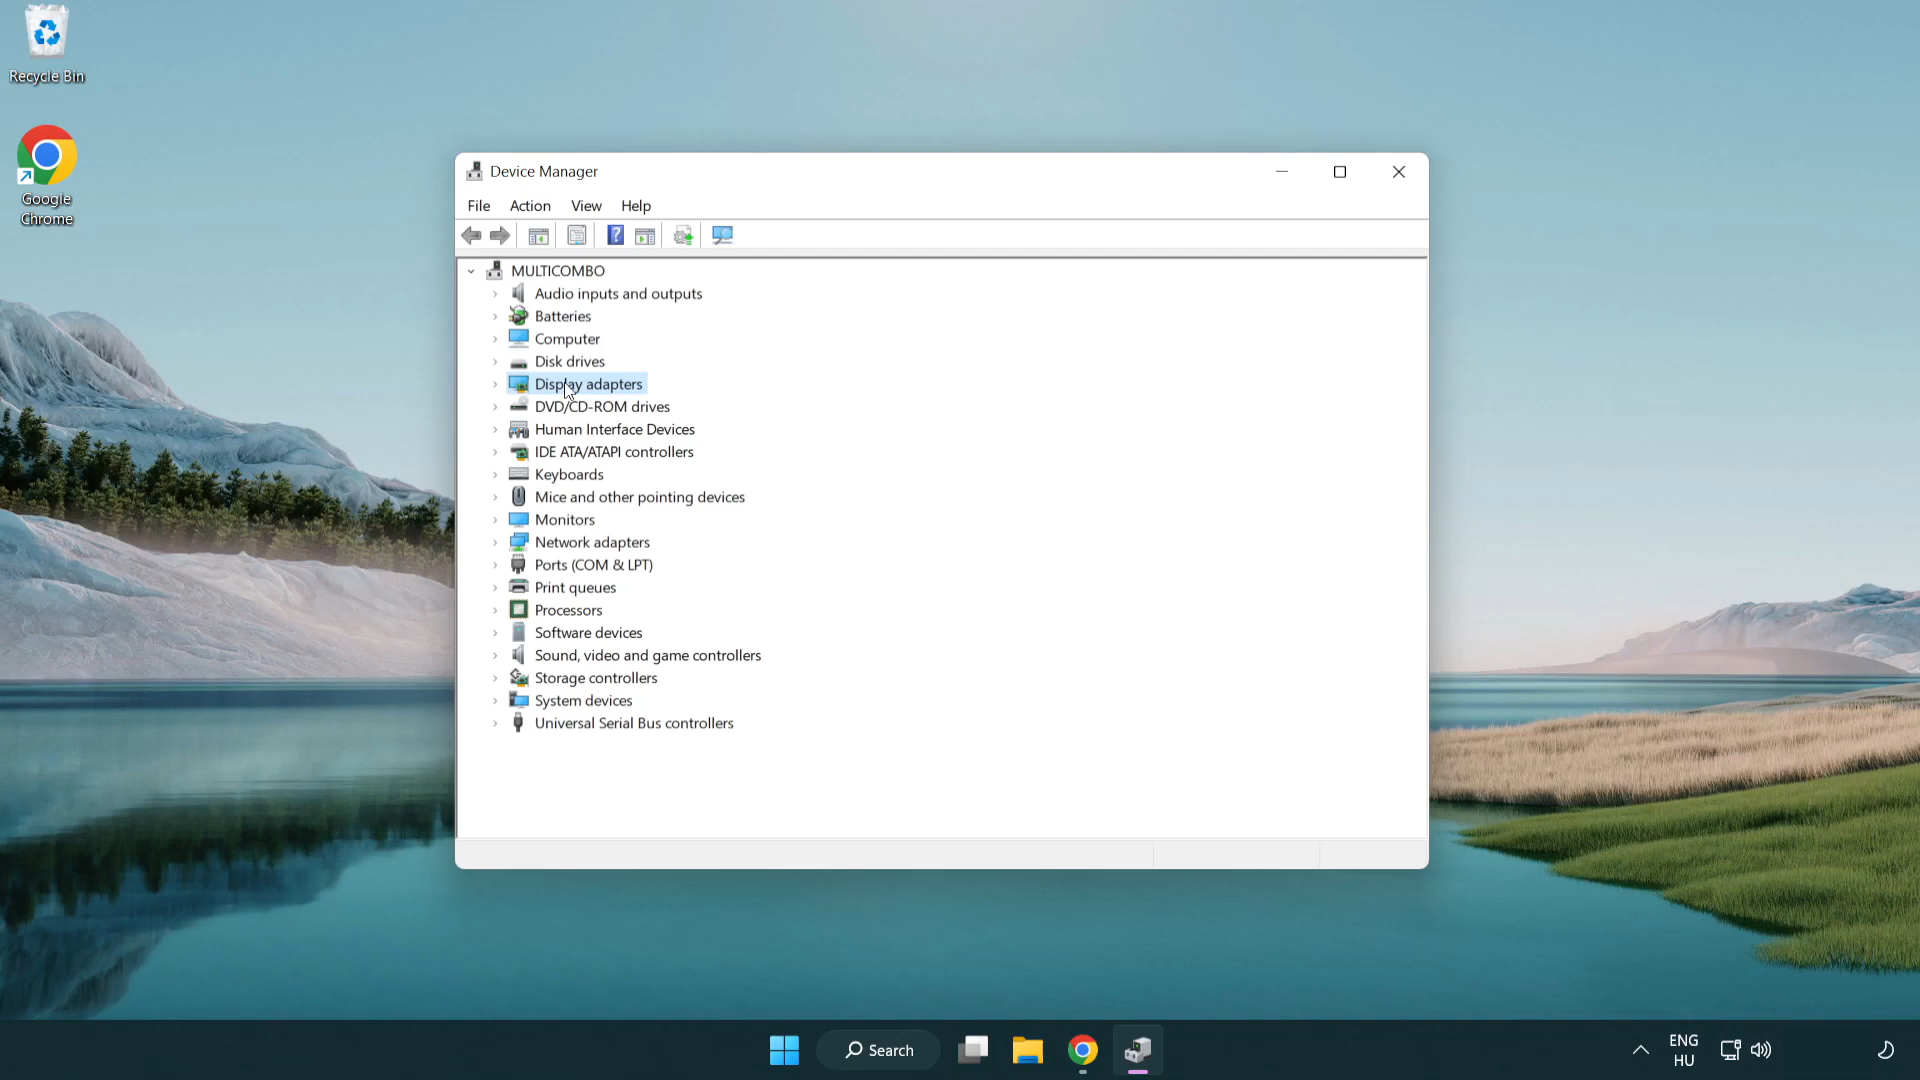 Recycle Bin
Google
Chrome
Device Manager
File Action View Help
MULTICOMBO
Audio inputs and outputs
Batteries
Computer
Disk drives
Display adapters
DVD/CD-ROM drives
Human Interface Devices
IDE ATA/ATAPI controllers
Keyboards
Mice and other pointing devices
Monitors
Network adapters
Ports (COM & LPT)
Print queues
Processors
Software devices
Sound, video and game controllers
Storage controllers
System devices
Universal Serial Bus controllers
Search
ENG
HU